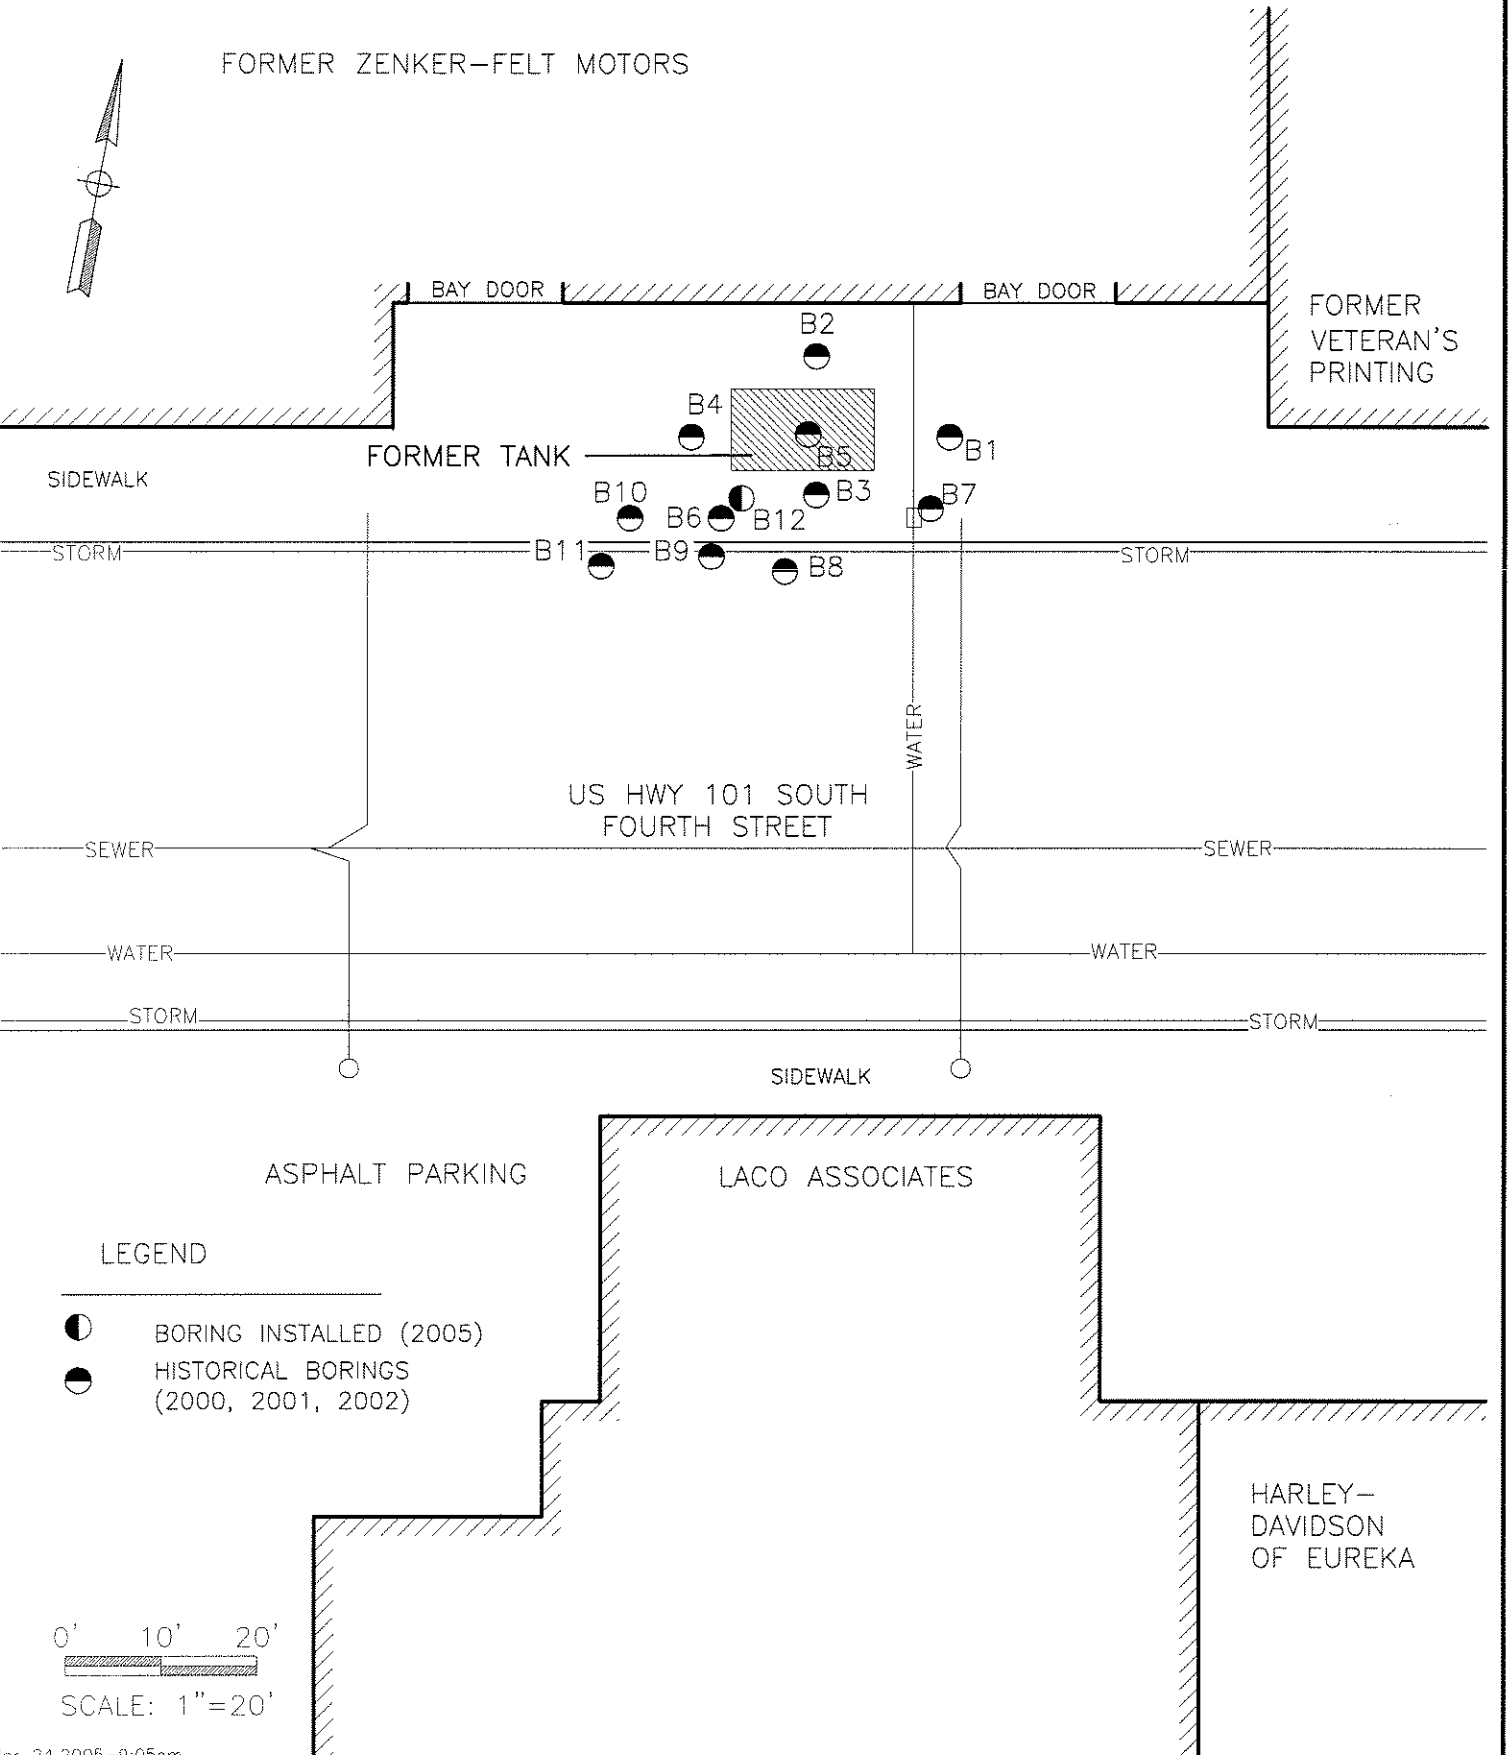 FORMER ZENKER-FELT MOTORS
BAY DOOR
BAY DOOR
FORMER
VETERAN'S
PRINTING
B2
B4
B5
B1
FORMER TANK
SIDEWALK
B10
B6
B12
B3
B7
STORM
B11
B9
B8
STORM
WATER
US HWY 101 SOUTH
FOURTH STREET
SEWER
SEWER
WATER
WATER
STORM
STORM
SIDEWALK
ASPHALT PARKING
LACO ASSOCIATES
LEGEND
BORING INSTALLED (2005)
HISTORICAL BORINGS
(2000, 2001, 2002)
HARLEY-
DAVIDSON
OF EUREKA
0' 10' 20'
SCALE: 1"=20'